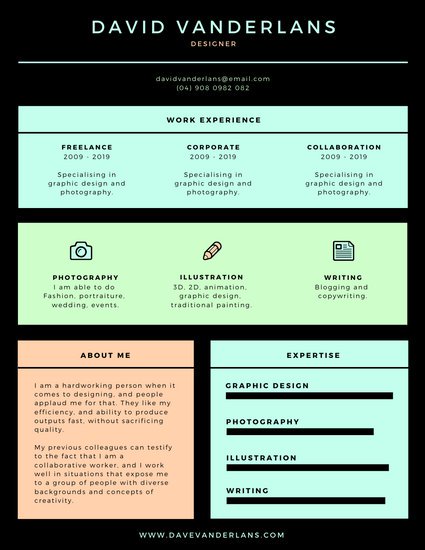 DAVID VANDERLANS
DESIGNER
davidvanderlans@email.com
(04) 908 0982 082
WORK EXPERIENCE
FREELANCE
2009 - 2019
Specialising in
graphic design and
photography.
CORPORATE
2009 - 2019
Specialising in
graphic design and
photography.
COLLABORATION
2009 - 2019
Specialising in
graphic design and
photography.
PHOTOGRAPHY
I am able to do
Fashion, portraiture,
wedding, events.
ILLUSTRATION
3D, 2D, animation,
graphic design,
traditional painting.
WRITING
Blogging and
copywriting.
ABOUT ME
I am a hardworking person when it
comes to designing, and people
applaud me for that. They like my
efficiency, and ability to produce
outputs fast, without sacrificing
quality.
My previous colleagues can testify
to the fact that I am a
collaborative worker, and I work
well in situations that expose me
to a group of people with diverse
backgrounds and concepts of
creativity.
EXPERTISE
GRAPHIC DESIGN
PHOTOGRAPHY
ILLUSTRATION
WRITING
WWW.DAVEVANDERLANS.COM